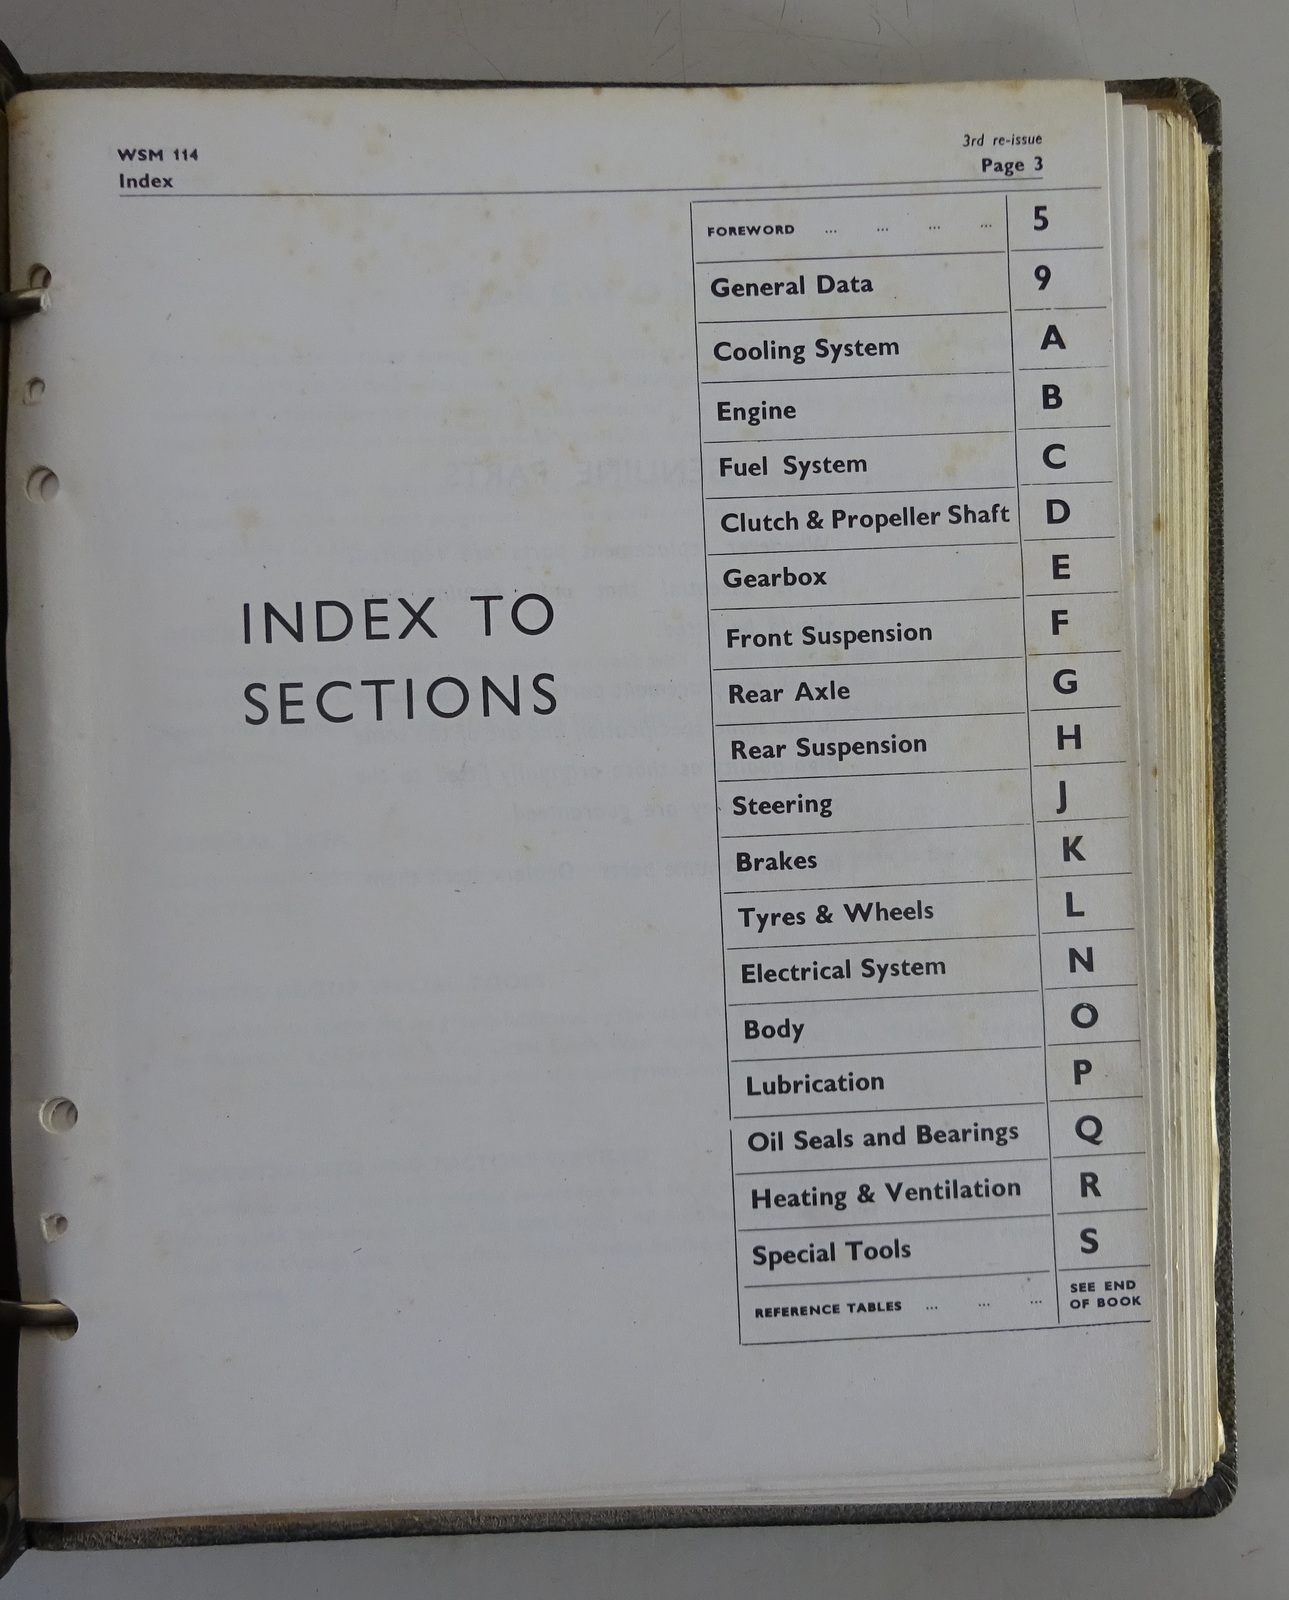 WSM 114
Index
3rd re-issue
Page 3
INDEX TO
SECTIONS
FOREWORD ... ... ... ... 5
General Data 9
Cooling System A
Engine B
Fuel System C
Clutch & Propeller Shaft D
Gearbox E
Front Suspension F
Rear Axle G
Rear Suspension H
Steering J
Brakes K
Tyres & Wheels L
Electrical System N
Body O
Lubrication P
Oil Seals and Bearings Q
Heating & Ventilation R
Special Tools S
REFERENCE TABLES ... ... ... SEE END
OF BOOK